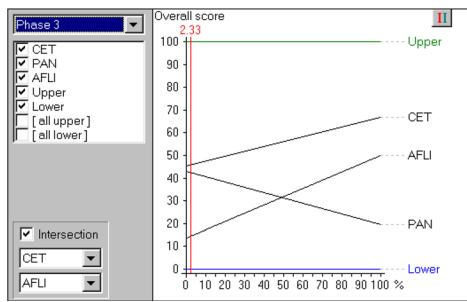 Phase 3
CET
PAN
AFLI
Upper
Lower
[ all upper ]
[ all lower ]
Intersection
CET
AFLI
Overall score
2.33
100
90
80
70
60
50
40
30
20
10
0
0 10 20 30 40 50 60 70 80 90 100 %
Upper
CET
AFLI
PAN
Lower